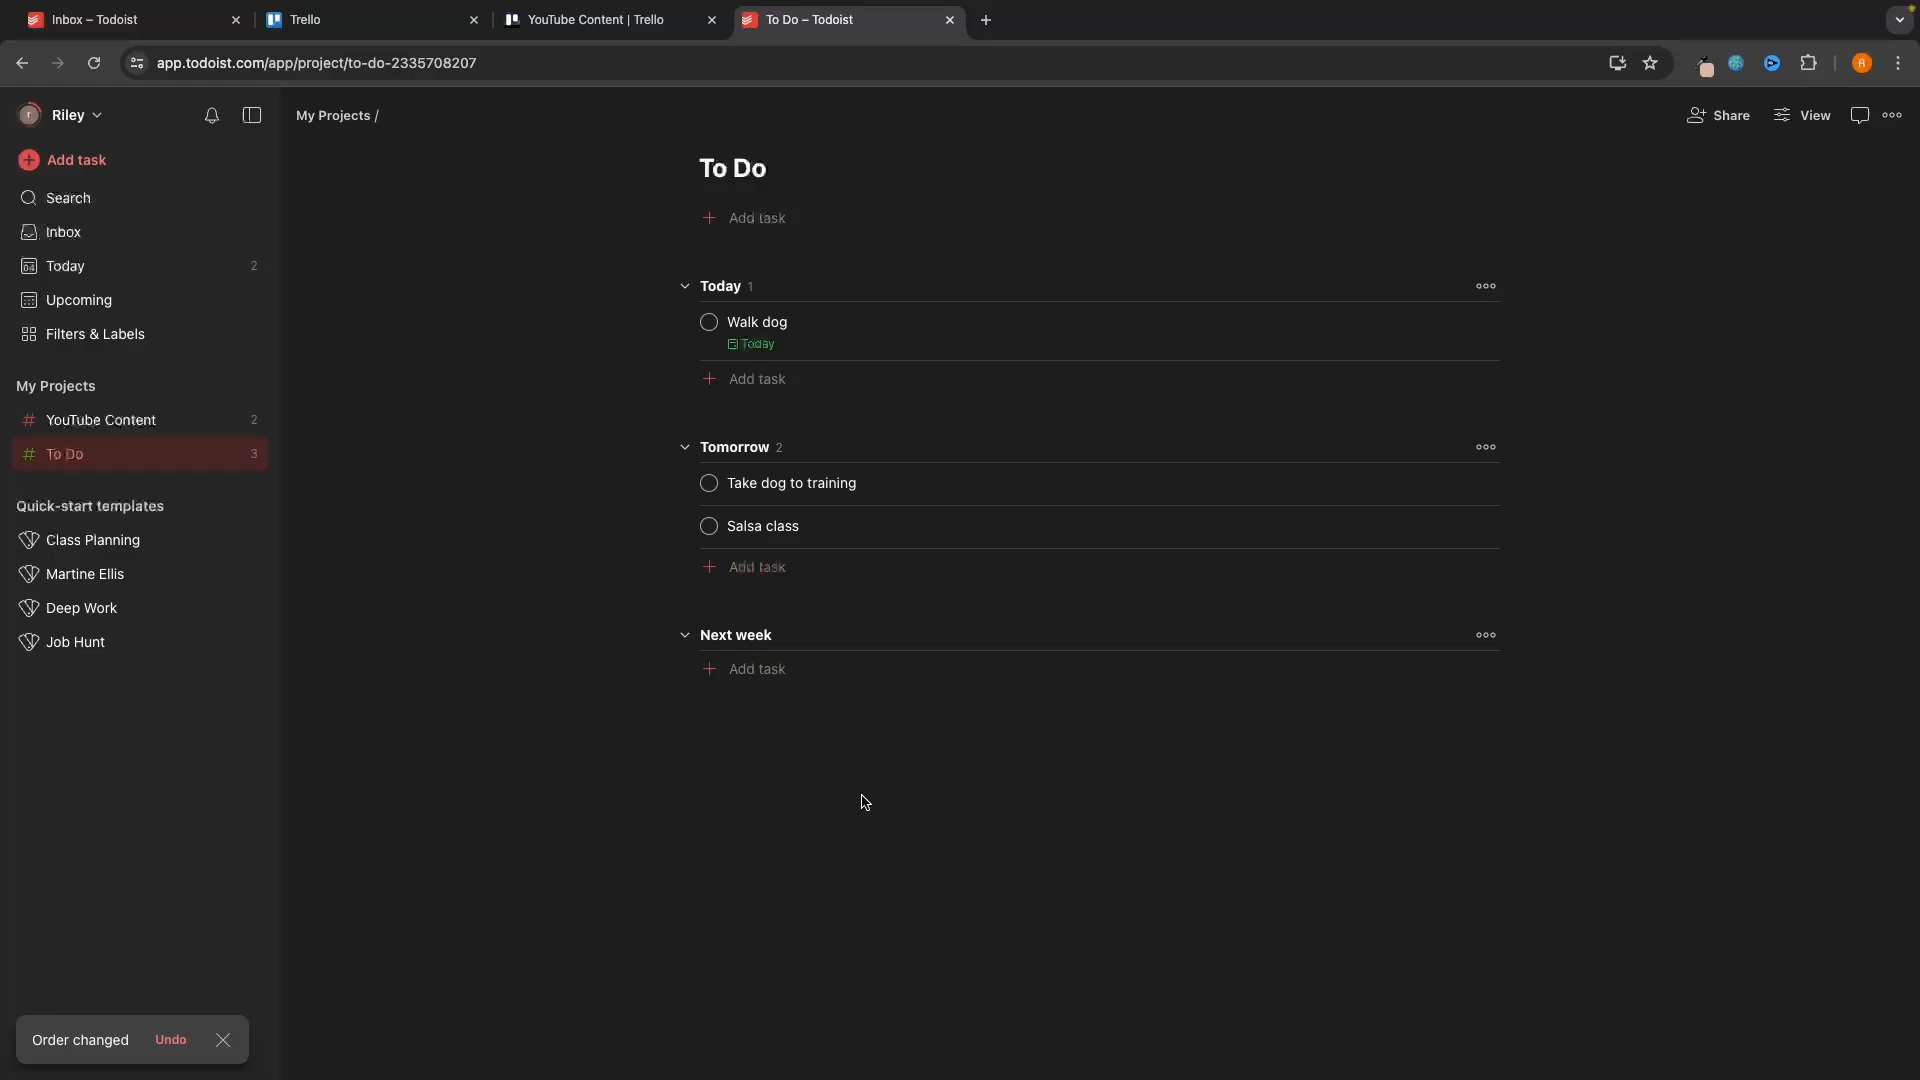 Inbox – Todoist
Trello
YouTube Content | Trello
To Do – Todoist
app.todoist.com/app/project/to-do-2335708207
R
r
Riley
My Projects /
Share
View
Add task
Search
Inbox
04
Today 2
Upcoming
Filters & Labels
My Projects
# YouTube Content 2
# To Do 3
Quick-start templates
Class Planning
Martine Ellis
Deep Work
Job Hunt
To Do
Add task
Today 1
Walk dog
Today
Add task
Tomorrow 2
Take dog to training
Salsa class
Add task
Next week
Add task
Order changed Undo